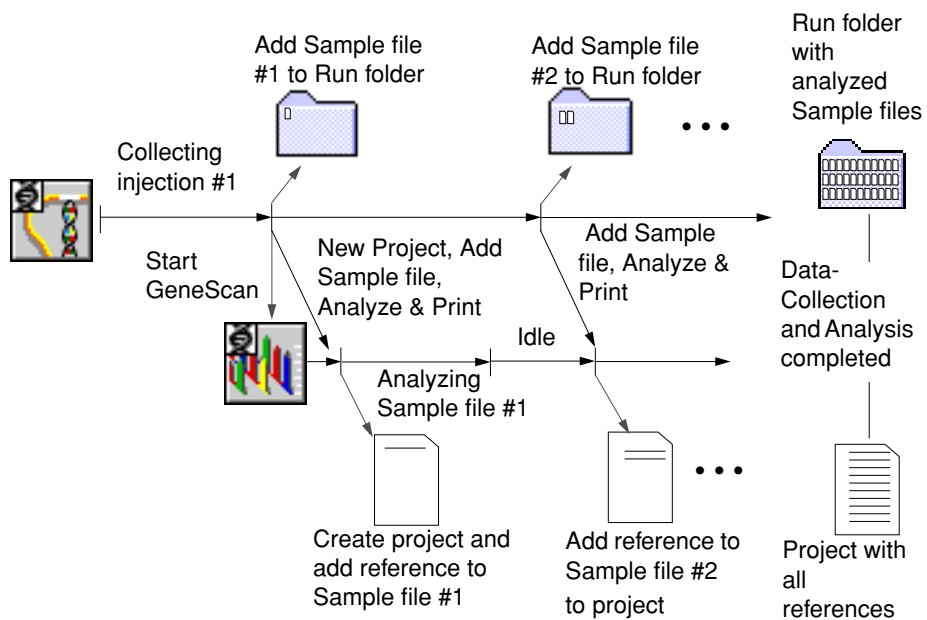 Add Sample file
#1 to Run folder
Add Sample file
#2 to Run folder
Run folder
with
analyzed
Sample files
Collecting
injection #1
Start
GeneScan
New Project, Add
Sample file,
Analyze & Print
Add Sample
file, Analyze &
Print
Data-
Collection
and Analysis
completed
Idle
Analyzing
Sample file #1
Create project and
add reference to
Sample file #1
Add reference to
Sample file #2
to project
Project with
all
references